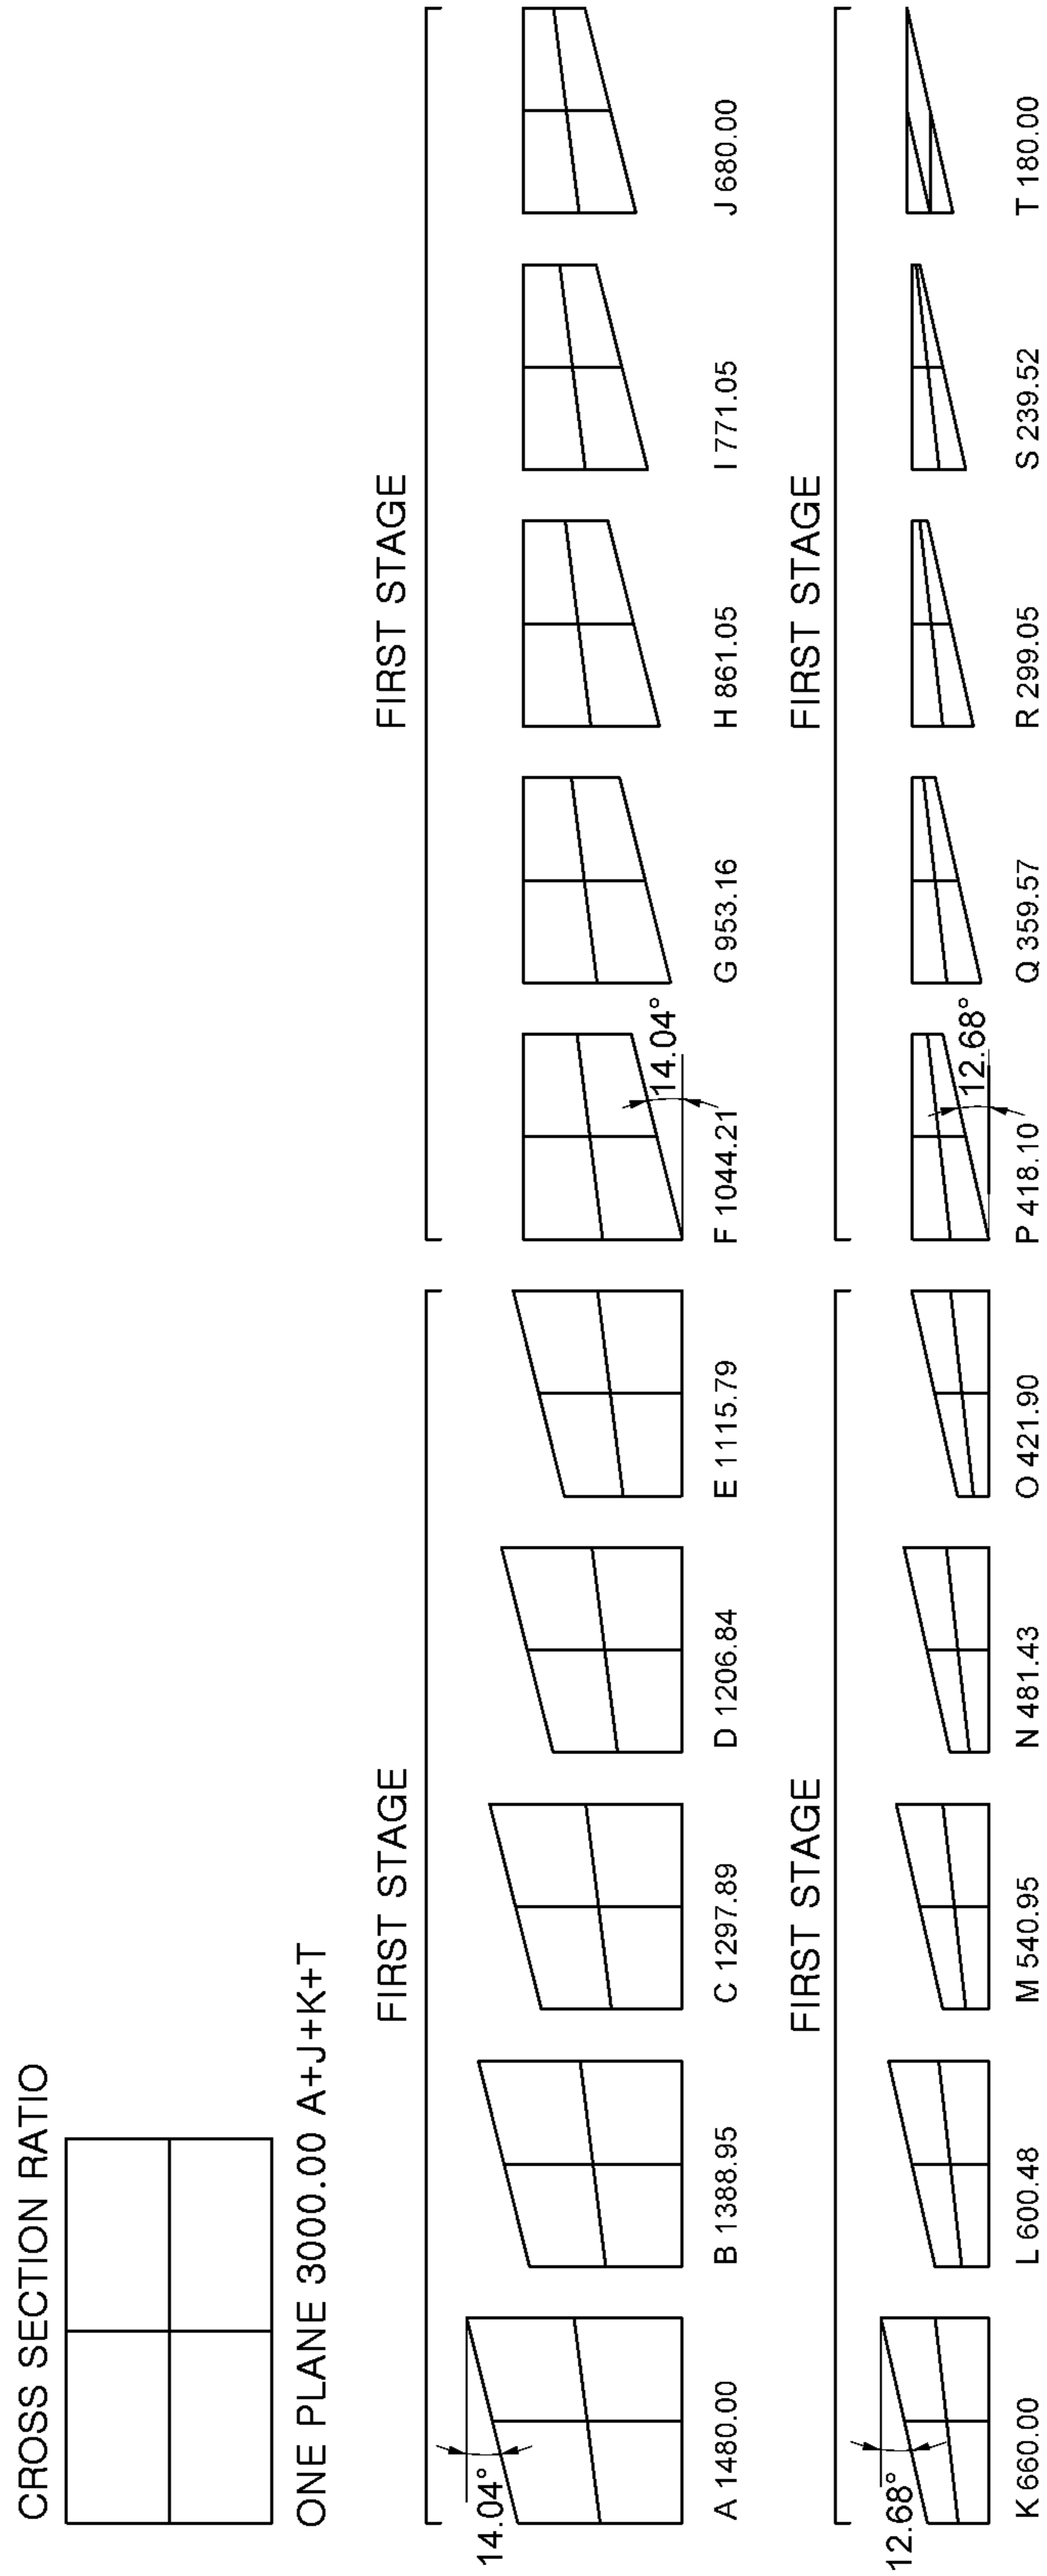 CROSS SECTION RATIO
ONE PLANE 3000.00 A+J+K+T
FIRST STAGE
FIRST STAGE
14.04°
14.04°
A 1480.00
B 1388.95
C 1297.89
D 1206.84
E 1115.79
F 1044.21
G 953.16
H 861.05
I 771.05
J 680.00
FIRST STAGE
FIRST STAGE
12.68°
12.68°
K 660.00
L 600.48
M 540.95
N 481.43
O 421.90
P 418.10
Q 359.57
R 299.05
S 239.52
T 180.00